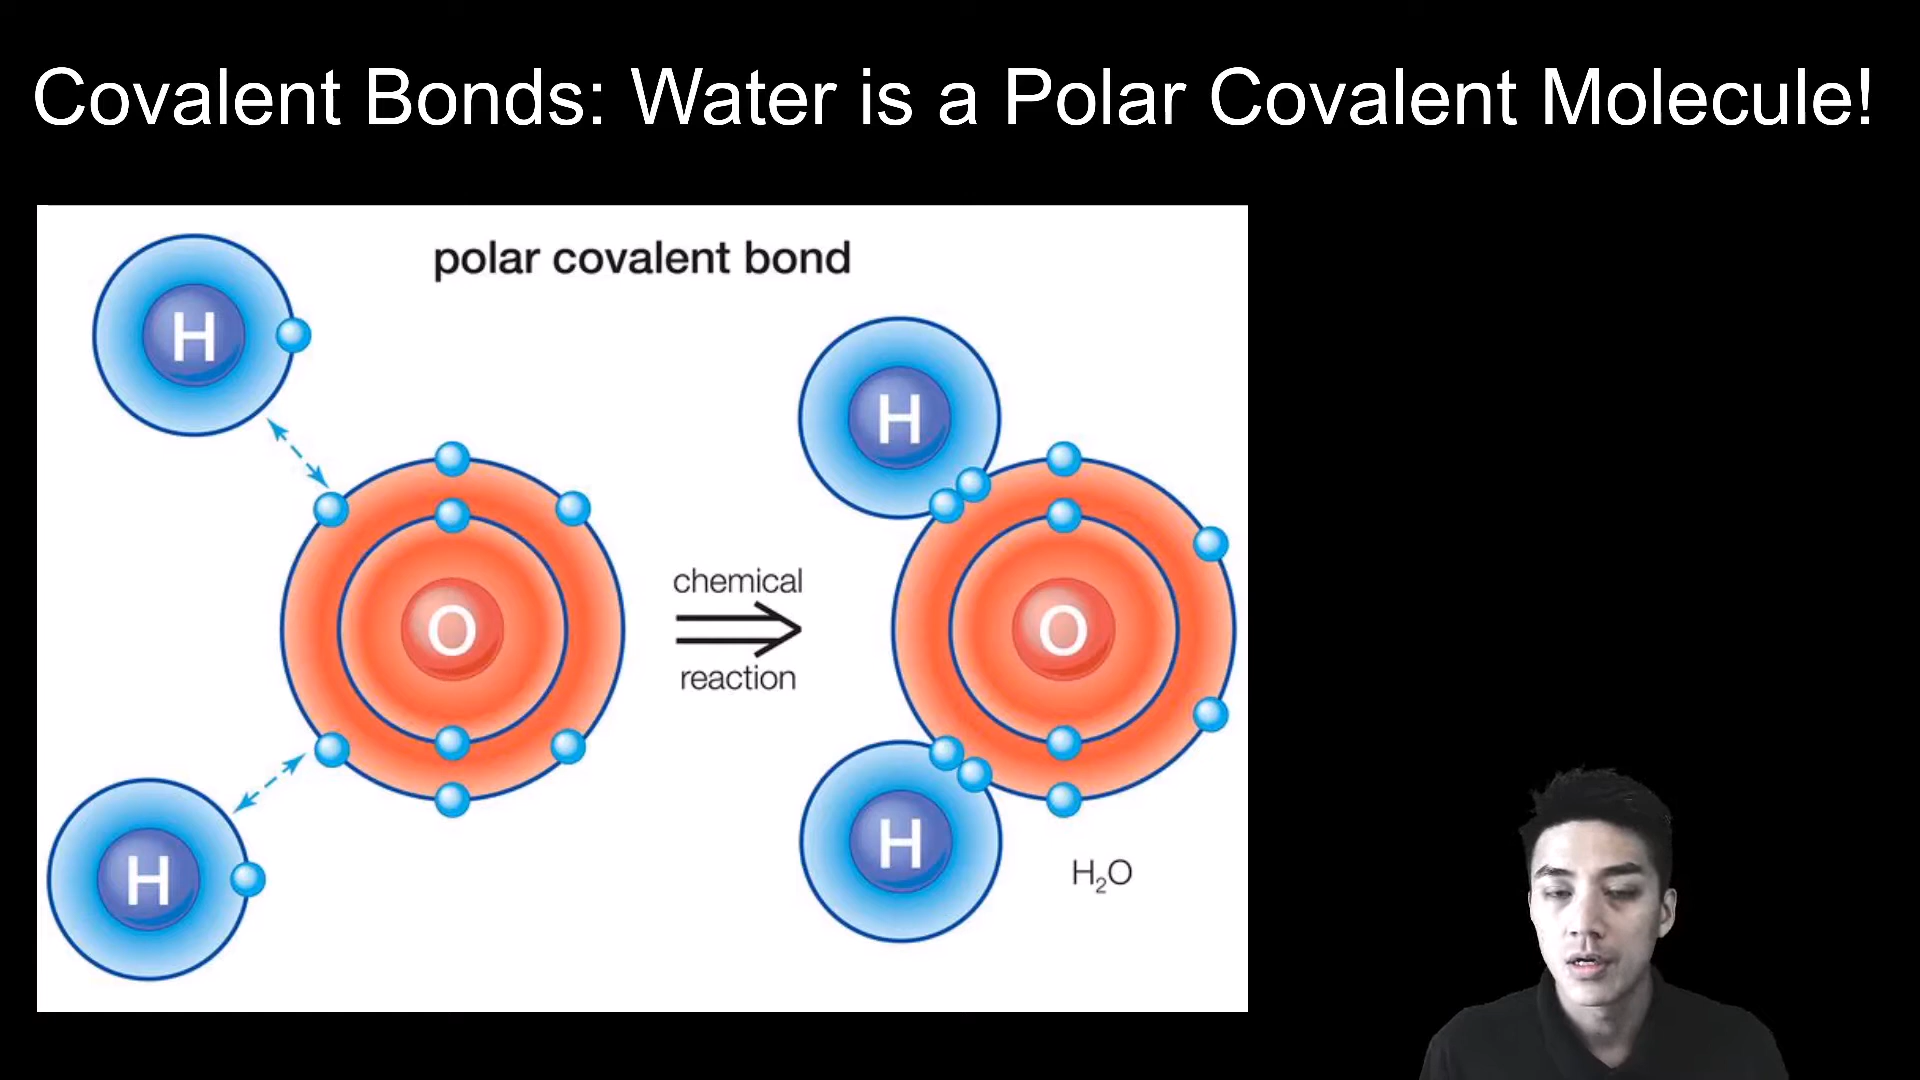 Covalent Bonds: Water is a Polar Covalent Molecule!
polar covalent bond
H
H
O
chemical
reaction
O
H
H
H₂O